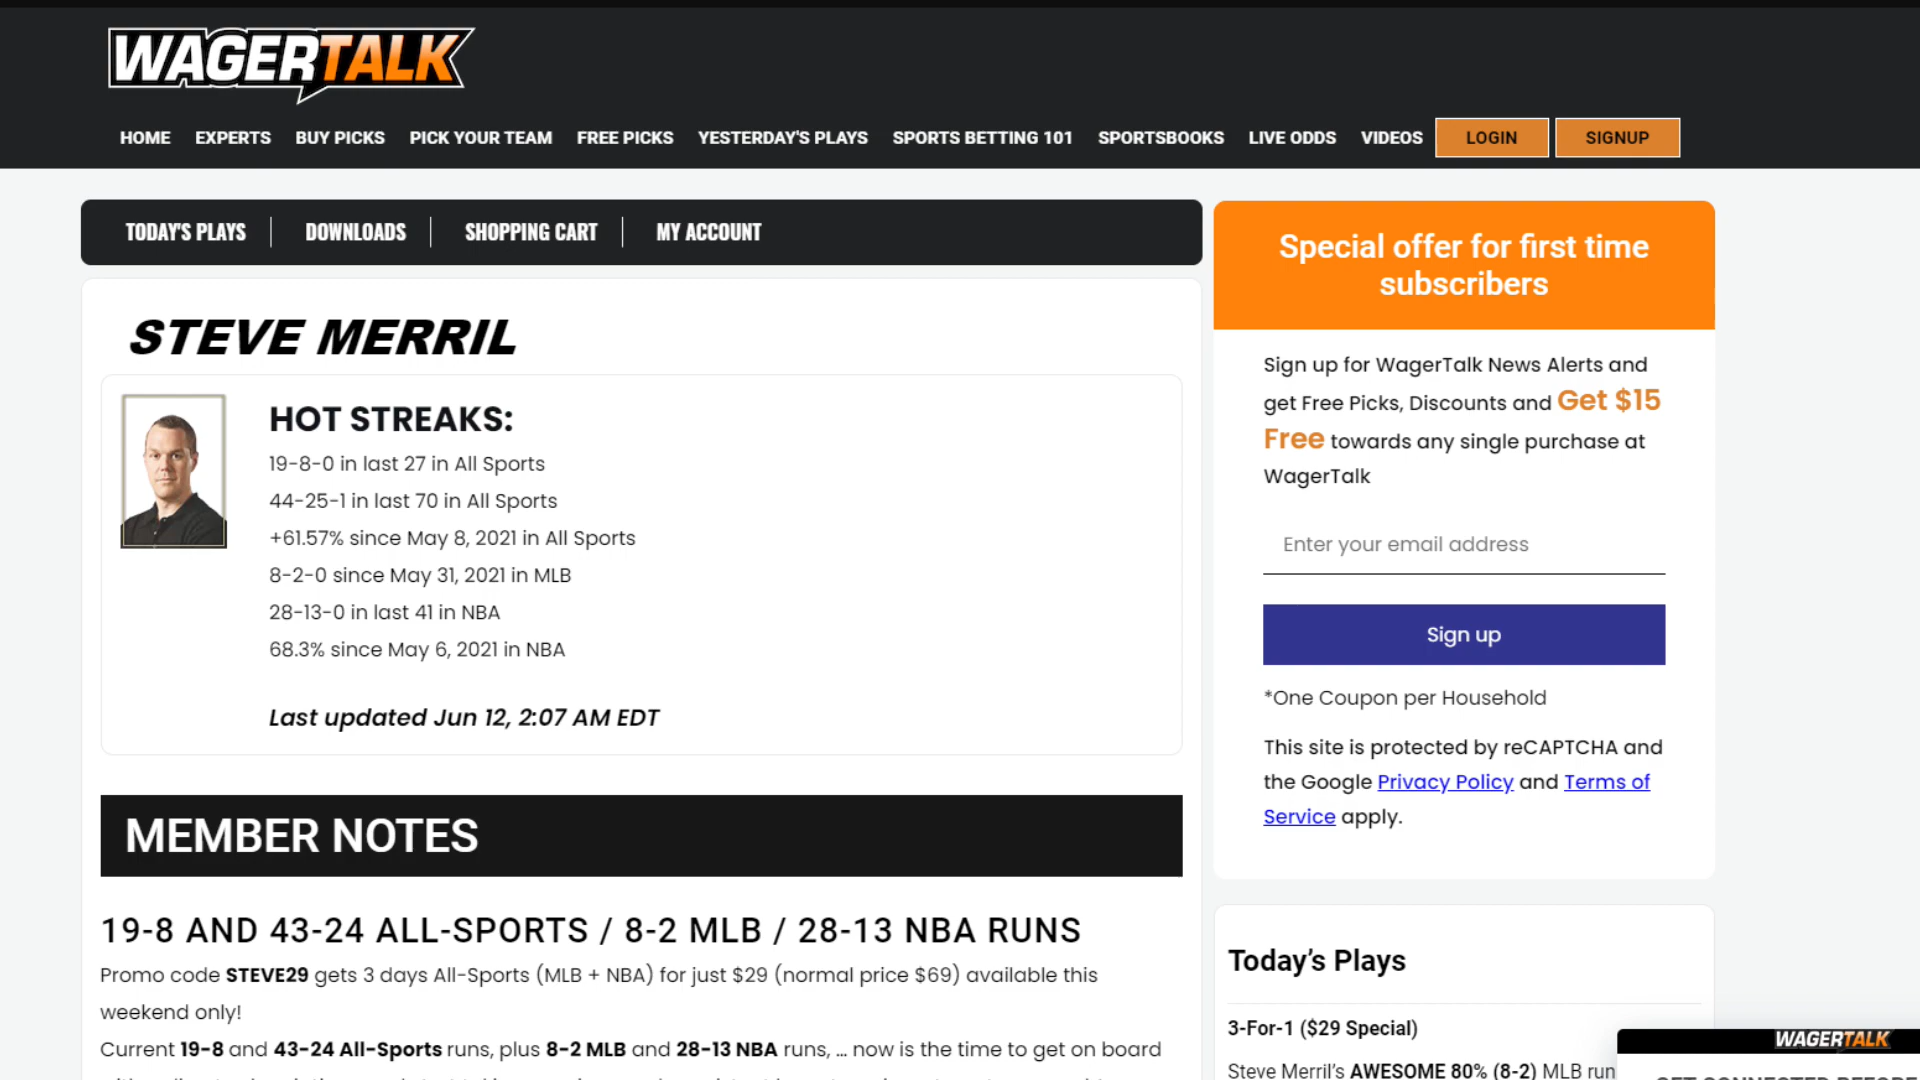 WAGERTALK
HOME EXPERTS BUY PICKS PICK YOUR TEAM FREE PICKS YESTERDAY'S PLAYS SPORTS BETTING 101 SPORTSBOOKS LIVE ODDS VIDEOS LOGIN SIGNUP
TODAY'S PLAYS DOWNLOADS SHOPPING CART MY ACCOUNT
STEVE MERRIL
HOT STREAKS:
19-8-0 in last 27 in All Sports
44-25-1 in last 70 in All Sports
+61.57% since May 8, 2021 in All Sports
8-2-0 since May 31, 2021 in MLB
28-13-0 in last 41 in NBA
68.3% since May 6, 2021 in NBA
Last updated Jun 12, 2:07 AM EDT
MEMBER NOTES
19-8 AND 43-24 ALL-SPORTS / 8-2 MLB / 28-13 NBA RUNS
Promo code STEVE29 gets 3 days All-Sports (MLB + NBA) for just $29 (normal price $69) available this
weekend only!
Current 19-8 and 43-24 All-Sports runs, plus 8-2 MLB and 28-13 NBA runs, ... now is the time to get on board
Special offer for first time
subscribers
Sign up for WagerTalk News Alerts and
get Free Picks, Discounts and Get $15
Free towards any single purchase at
WagerTalk
Enter your email address
Sign up
*One Coupon per Household
This site is protected by reCAPTCHA and
the Google Privacy Policy and Terms of
Service apply.
Today's Plays
3-For-1 ($29 Special)
Steve Merril's AWESOME 80% (8-2) MLB run
WAGERTALK
GET CONNECTED BEFORE